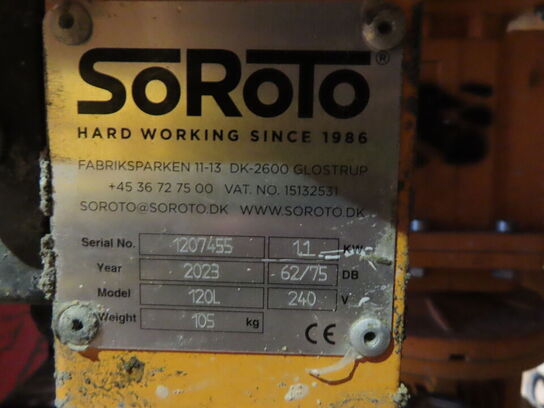 SoRoTo®
HARD WORKING SINCE 1986
FABRIKSPARKEN 11-13 DK-2600 GLOSTRUP
+45 36 72 75 00 VAT. NO. 15132531
SOROTO@SOROTO.DK WWW.SOROTO.DK
Serial No. 1207455 1.1 KW
Year 2023 62/75 DB
Model 120L 240 V
Weight 105 kg CE